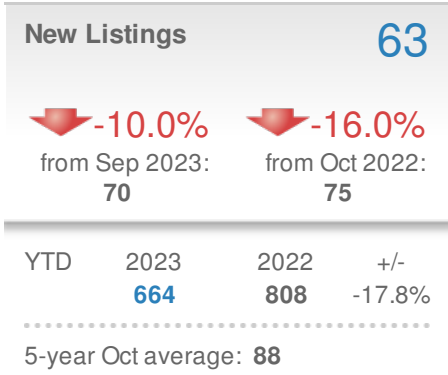 New Listings 63
-10.0% -16.0%
from Sep 2023: from Oct 2022:
70 75
YTD 2023 2022 +/-
664 808 -17.8%
5-year Oct average: 88